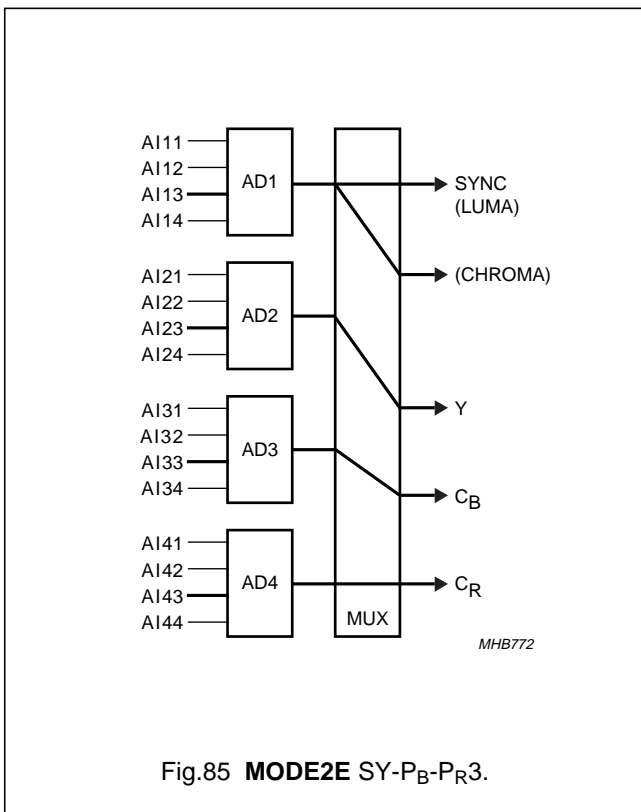 AI11
AI12
AI13
AI14
AD1
SYNC
(LUMA)
(CHROMA)
AI21
AI22
AI23
AI24
AD2
Y
AI31
AI32
AI33
AI34
AD3
CB
AI41
AI42
AI43
AI44
AD4
CR
MUX
MHB772
Fig.85 MODE2E SY-PB-PR3.